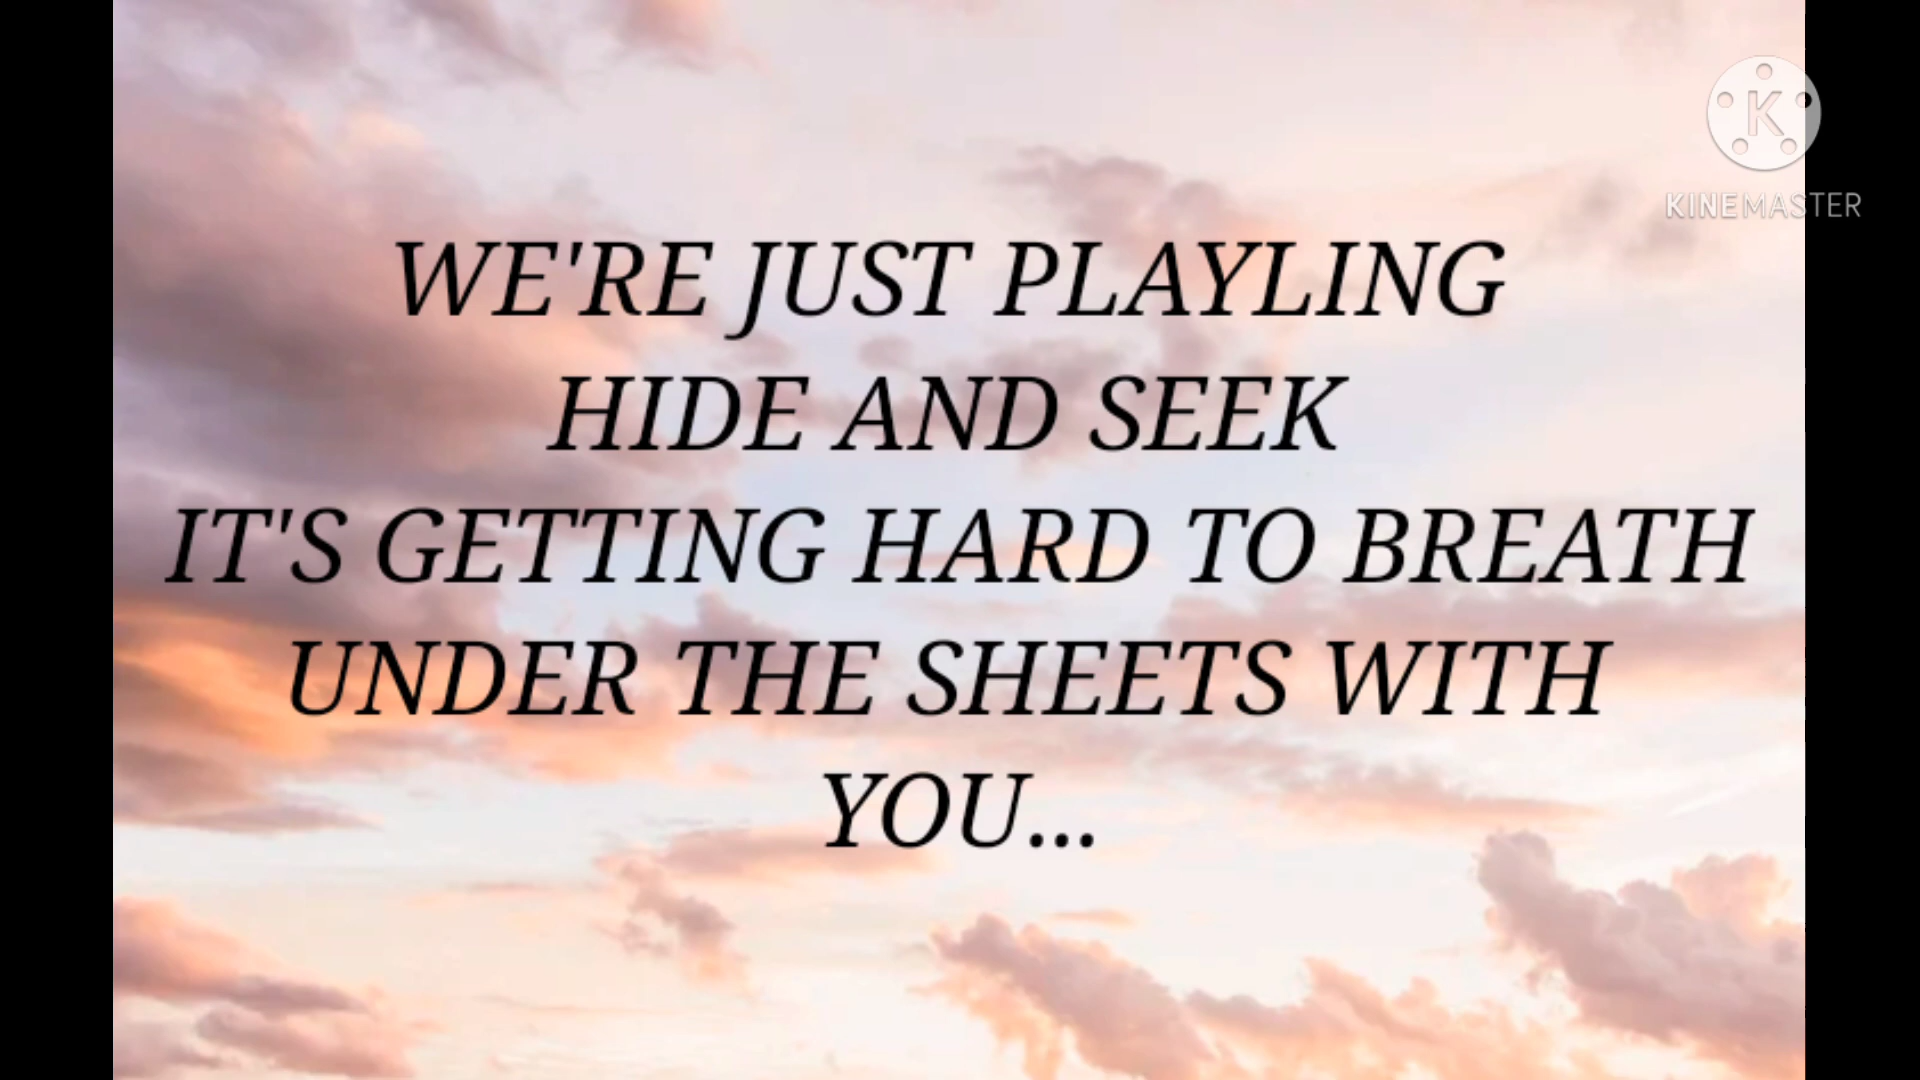 K
KINEMASTER
WE'RE JUST PLAYLING
HIDE AND SEEK
IT'S GETTING HARD TO BREATH
UNDER THE SHEETS WITH
YOU...